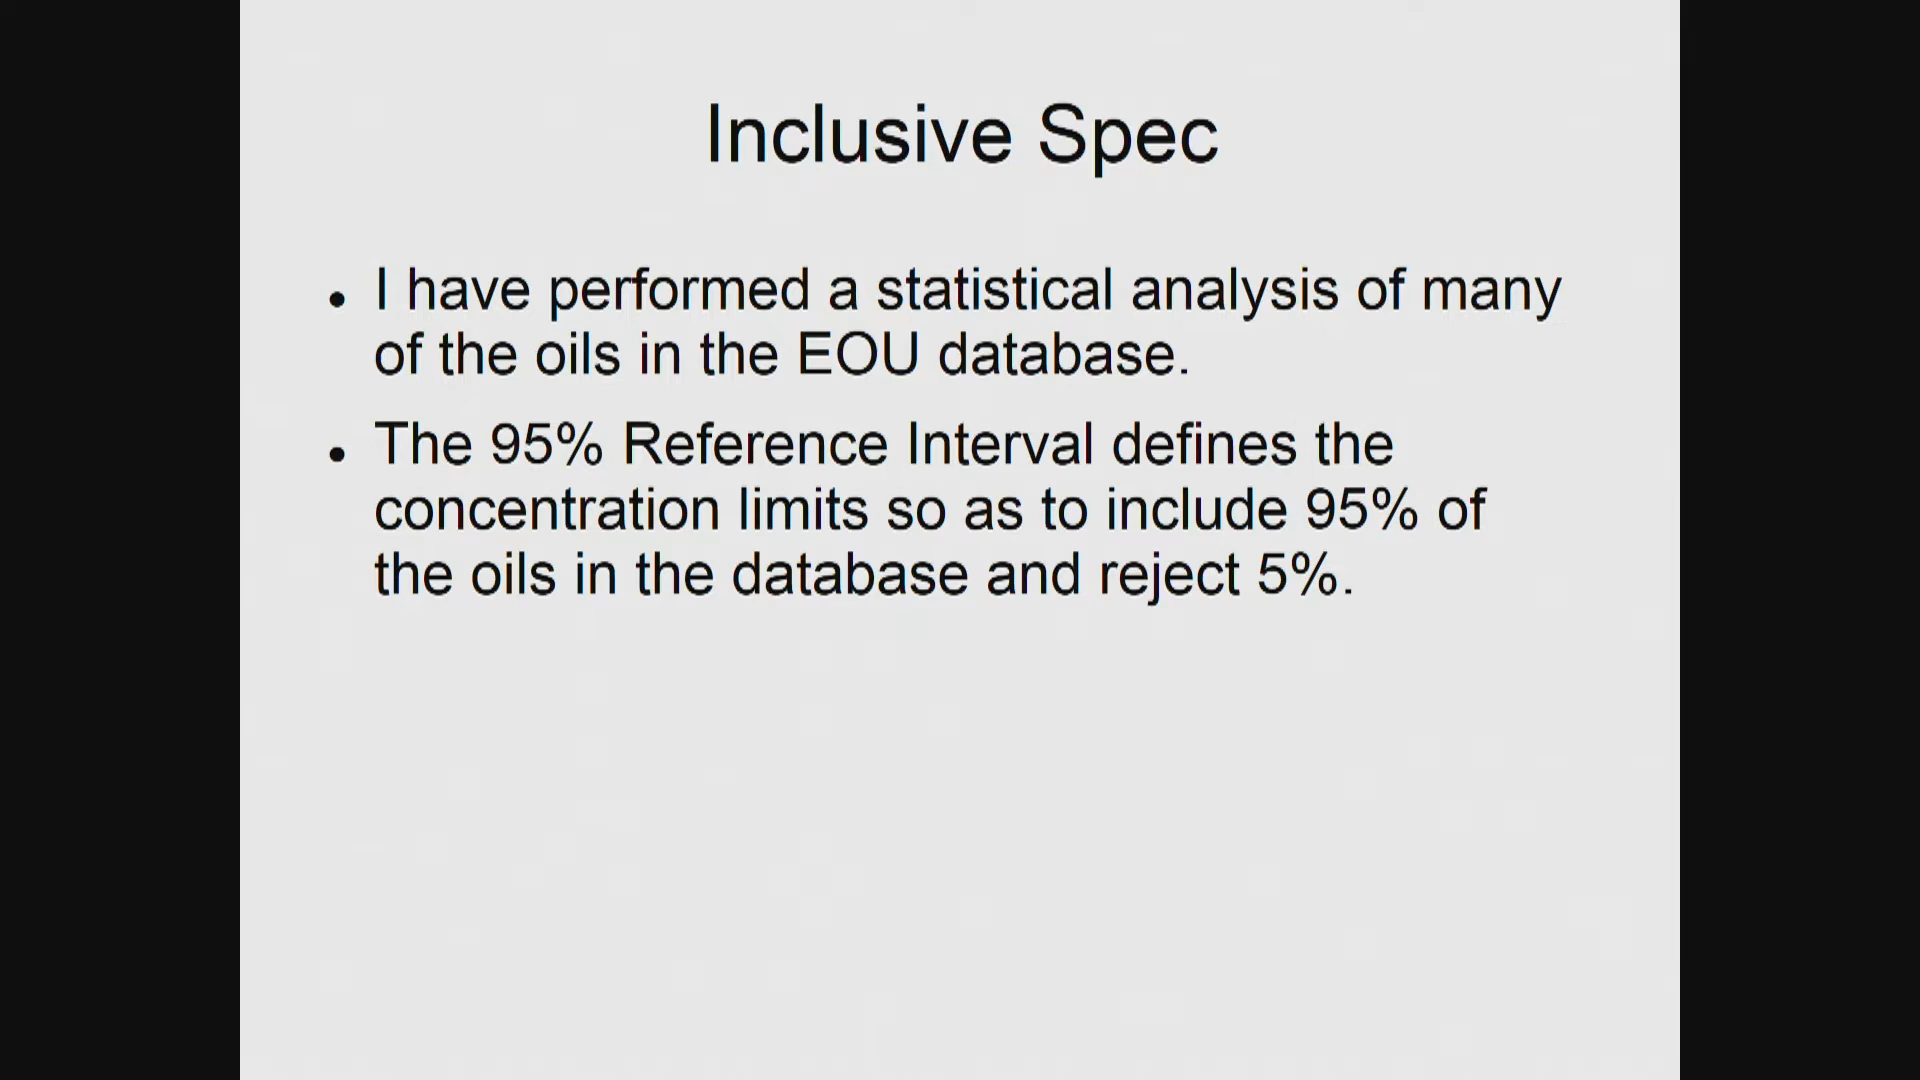 Inclusive Spec
• I have performed a statistical analysis of many
of the oils in the EOU database.
• The 95% Reference Interval defines the
concentration limits so as to include 95% of
the oils in the database and reject 5%.